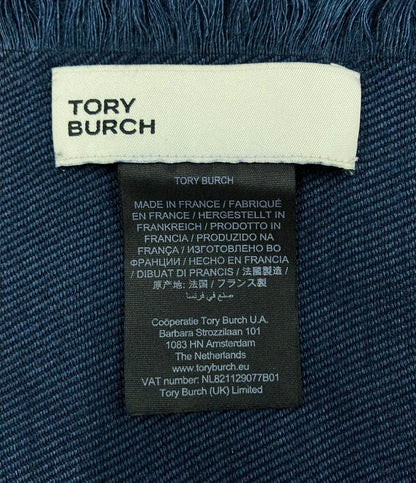 TORY
BURCH
TORY BURCH
MADE IN FRANCE / FABRIQUÉ
EN FRANCE / HERGESTELLT IN
FRANKREICH / PRODOTTO IN
FRANCIA / PRODUZIDO NA
FRANÇA / ИЗГОТОВЛЕНО ВО
ФРАНЦИИ / HECHO EN FRANCIA
/ DIBUAT DI PRANCIS / 法國製造 /
原产地: 法国 / フランス製
صنع في فرنسا
Coöperatie Tory Burch U.A.
Barbara Strozzilaan 101
1083 HN Amsterdam
The Netherlands
www.toryburch.eu
VAT number: NL821129077B01
Tory Burch (UK) Limited